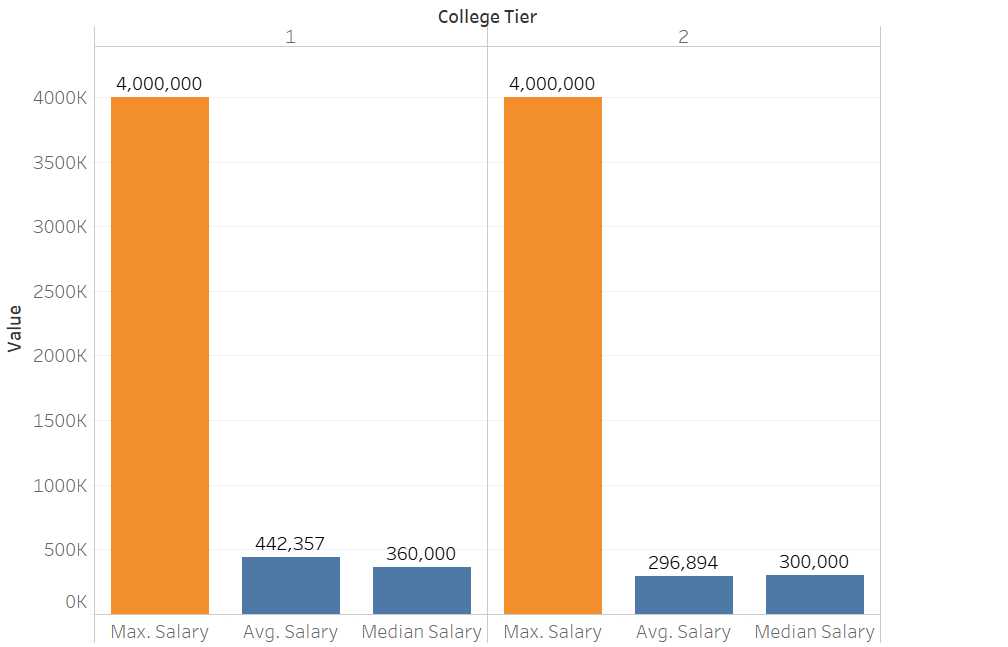 College Tier
1 2
4,000,000 4,000,000
4000K
3500K
3000K
2500K
2000K
1500K
1000K
500K
0K
Value
442,357 360,000 296,894 300,000
Max. Salary Avg. Salary Median Salary Max. Salary Avg. Salary Median Salary